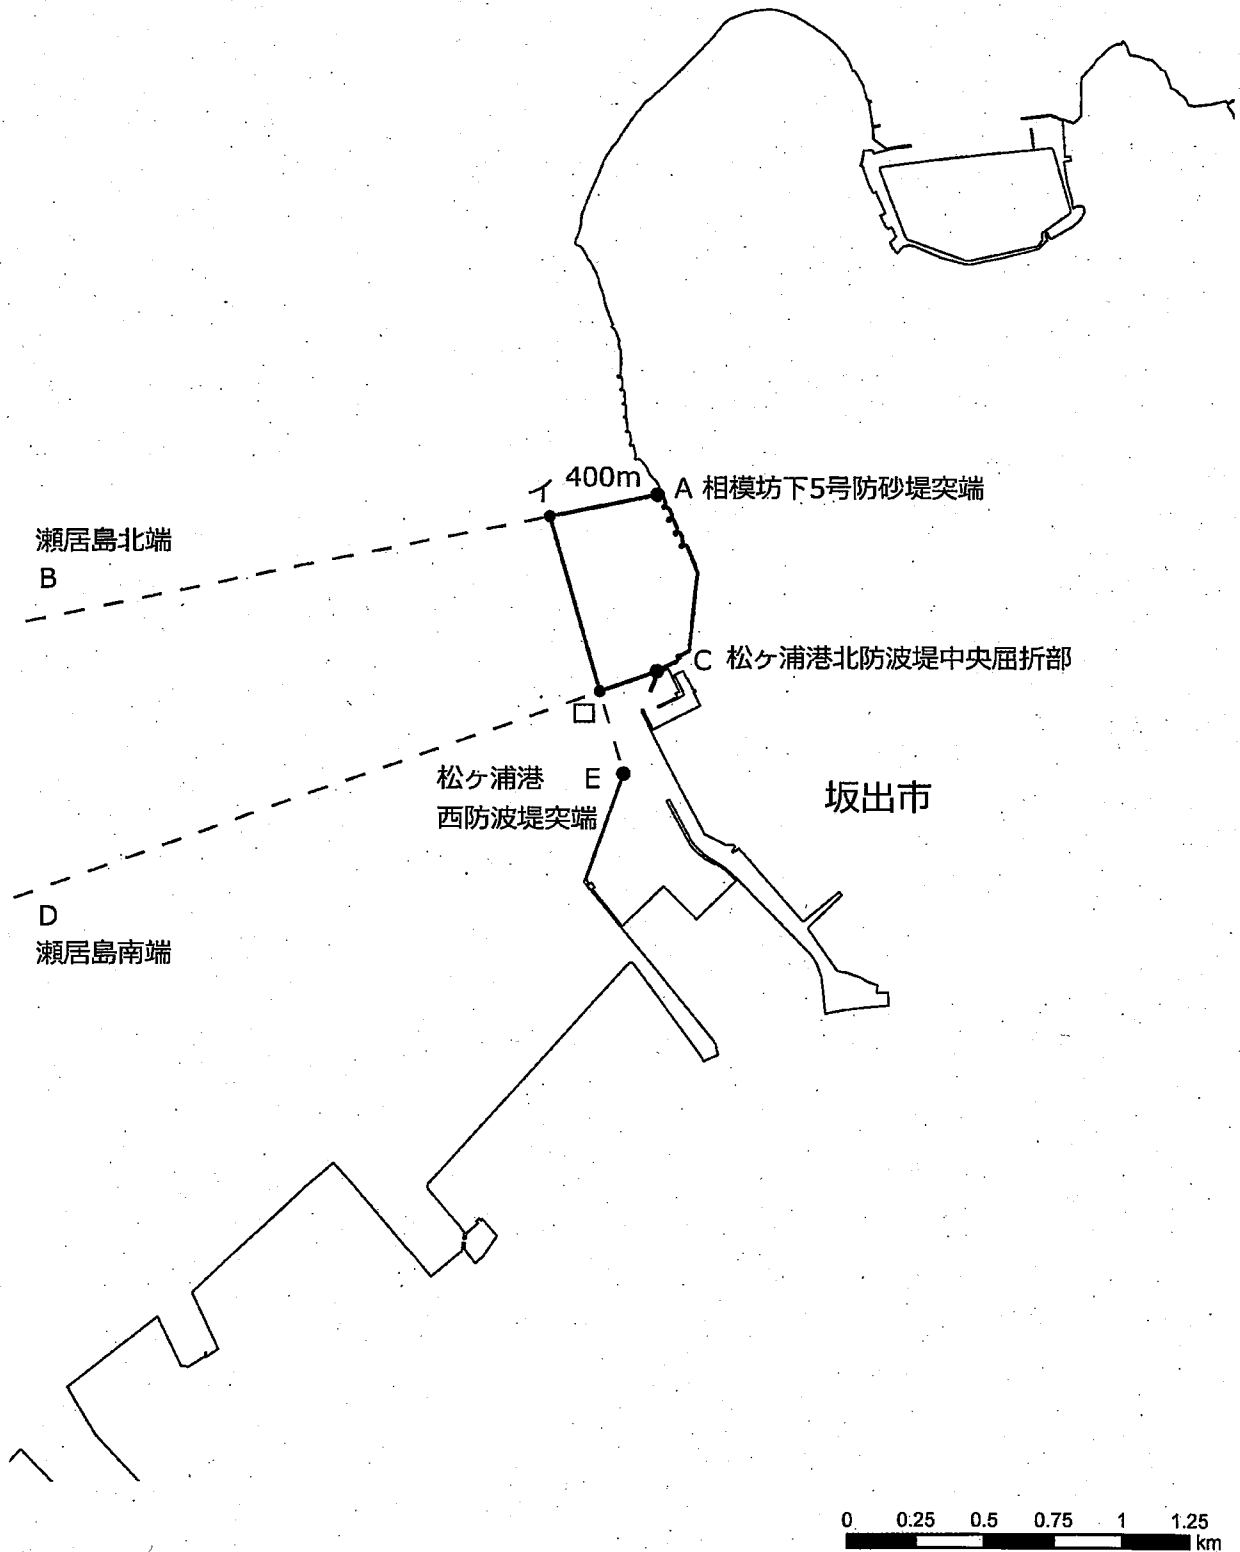 イ 400m A 相模坊下5号防砂堤突端
瀬居島北端
B
C 松ヶ浦港北防波堤中央屈折部
ロ
松ヶ浦港 E
西防波堤突端
坂出市
D
瀬居島南端
0 0.25 0.5 0.75 1 1.25
km